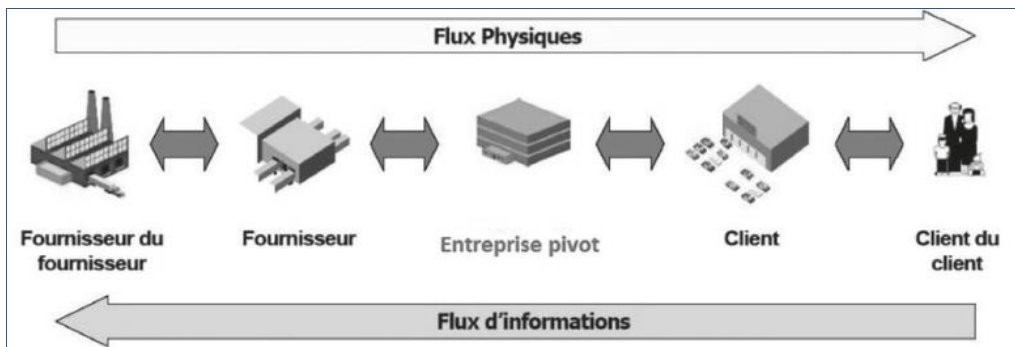 Flux Physiques
Fournisseur du
fournisseur
Fournisseur
Entreprise pivot
Client
Client du
client
Flux d'informations